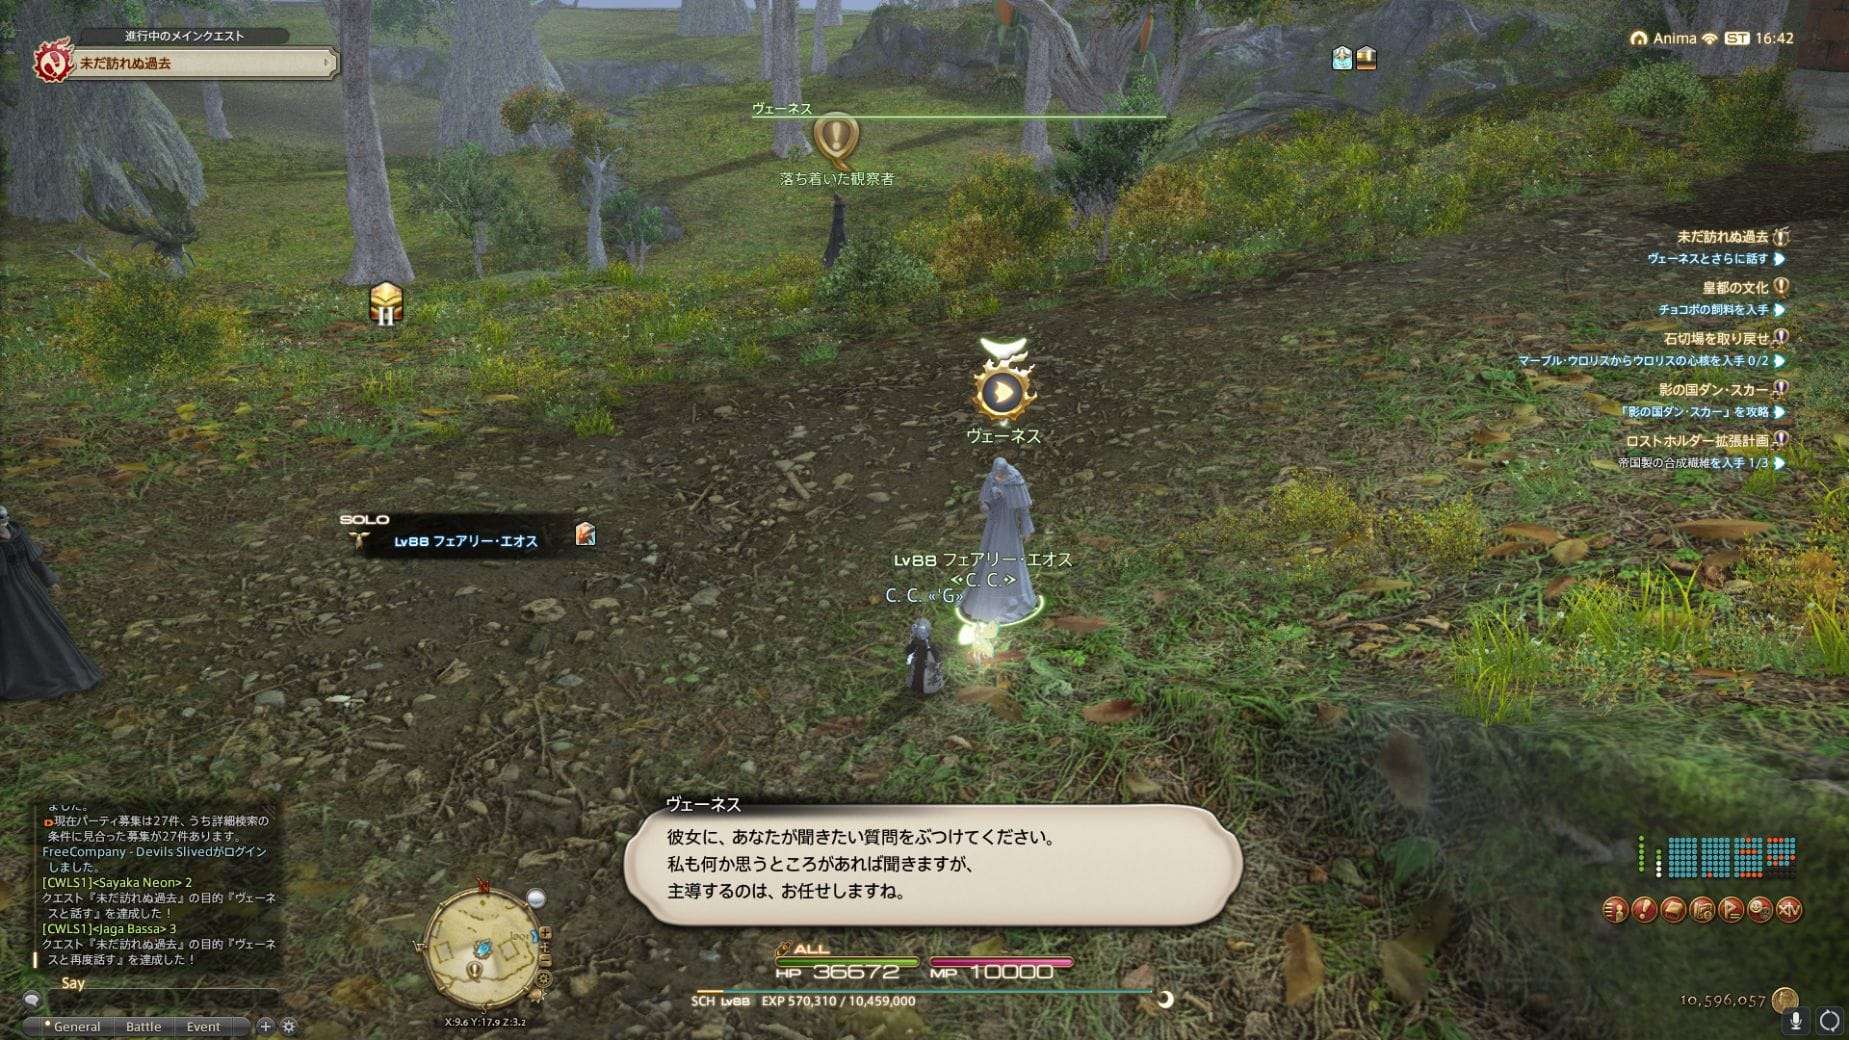 進行中のメインクエスト
未だ訪れぬ過去
Anima ST 16:42
ヴェーネス
落ち着いた観察者
II
未だ訪れぬ過去
ヴェーネスとさらに話す
皇都の文化
チョコボの飼料を入手
石切場を取り戻せ
マーブル・ウロリスからウロリスの心核を入手 0/2
影の国ダン・スカー
「影の国ダン・スカー」を攻略
ロストホルダー拡張計画
帝国製の合成繊維を入手 1/3
ヴェーネス
SOLO
Lv88 フェアリー・エオス
Lv88 フェアリー・エオス
«C. C.»
C. C. «'G»
ヴェーネス
彼女に、あなたが聞きたい質問をぶつけてください。
私も何か思うところがあれば聞きますが、
主導するのは、お任せしますね。
ました。
現在パーティ募集は27件、うち詳細検索の
条件に見合った募集が27件あります。
FreeCompany - Devils Slivedがログイン
しました。
[CWLS1]<Sayaka Neon> 2
クエスト『未だ訪れぬ過去』の目的『ヴェーネ
スと話す』を達成した！
[CWLS1]<Jaga Bassa> 3
クエスト『未だ訪れぬ過去』の目的『ヴェーネ
スと再度話す』を達成した！
Say
General Battle Event
X:9.6 Y:17.9 Z:3.2
ALL
HP 36672 MP 10000
SCH Lv88 EXP 570,310 / 10,459,000
XIV
10,596,057